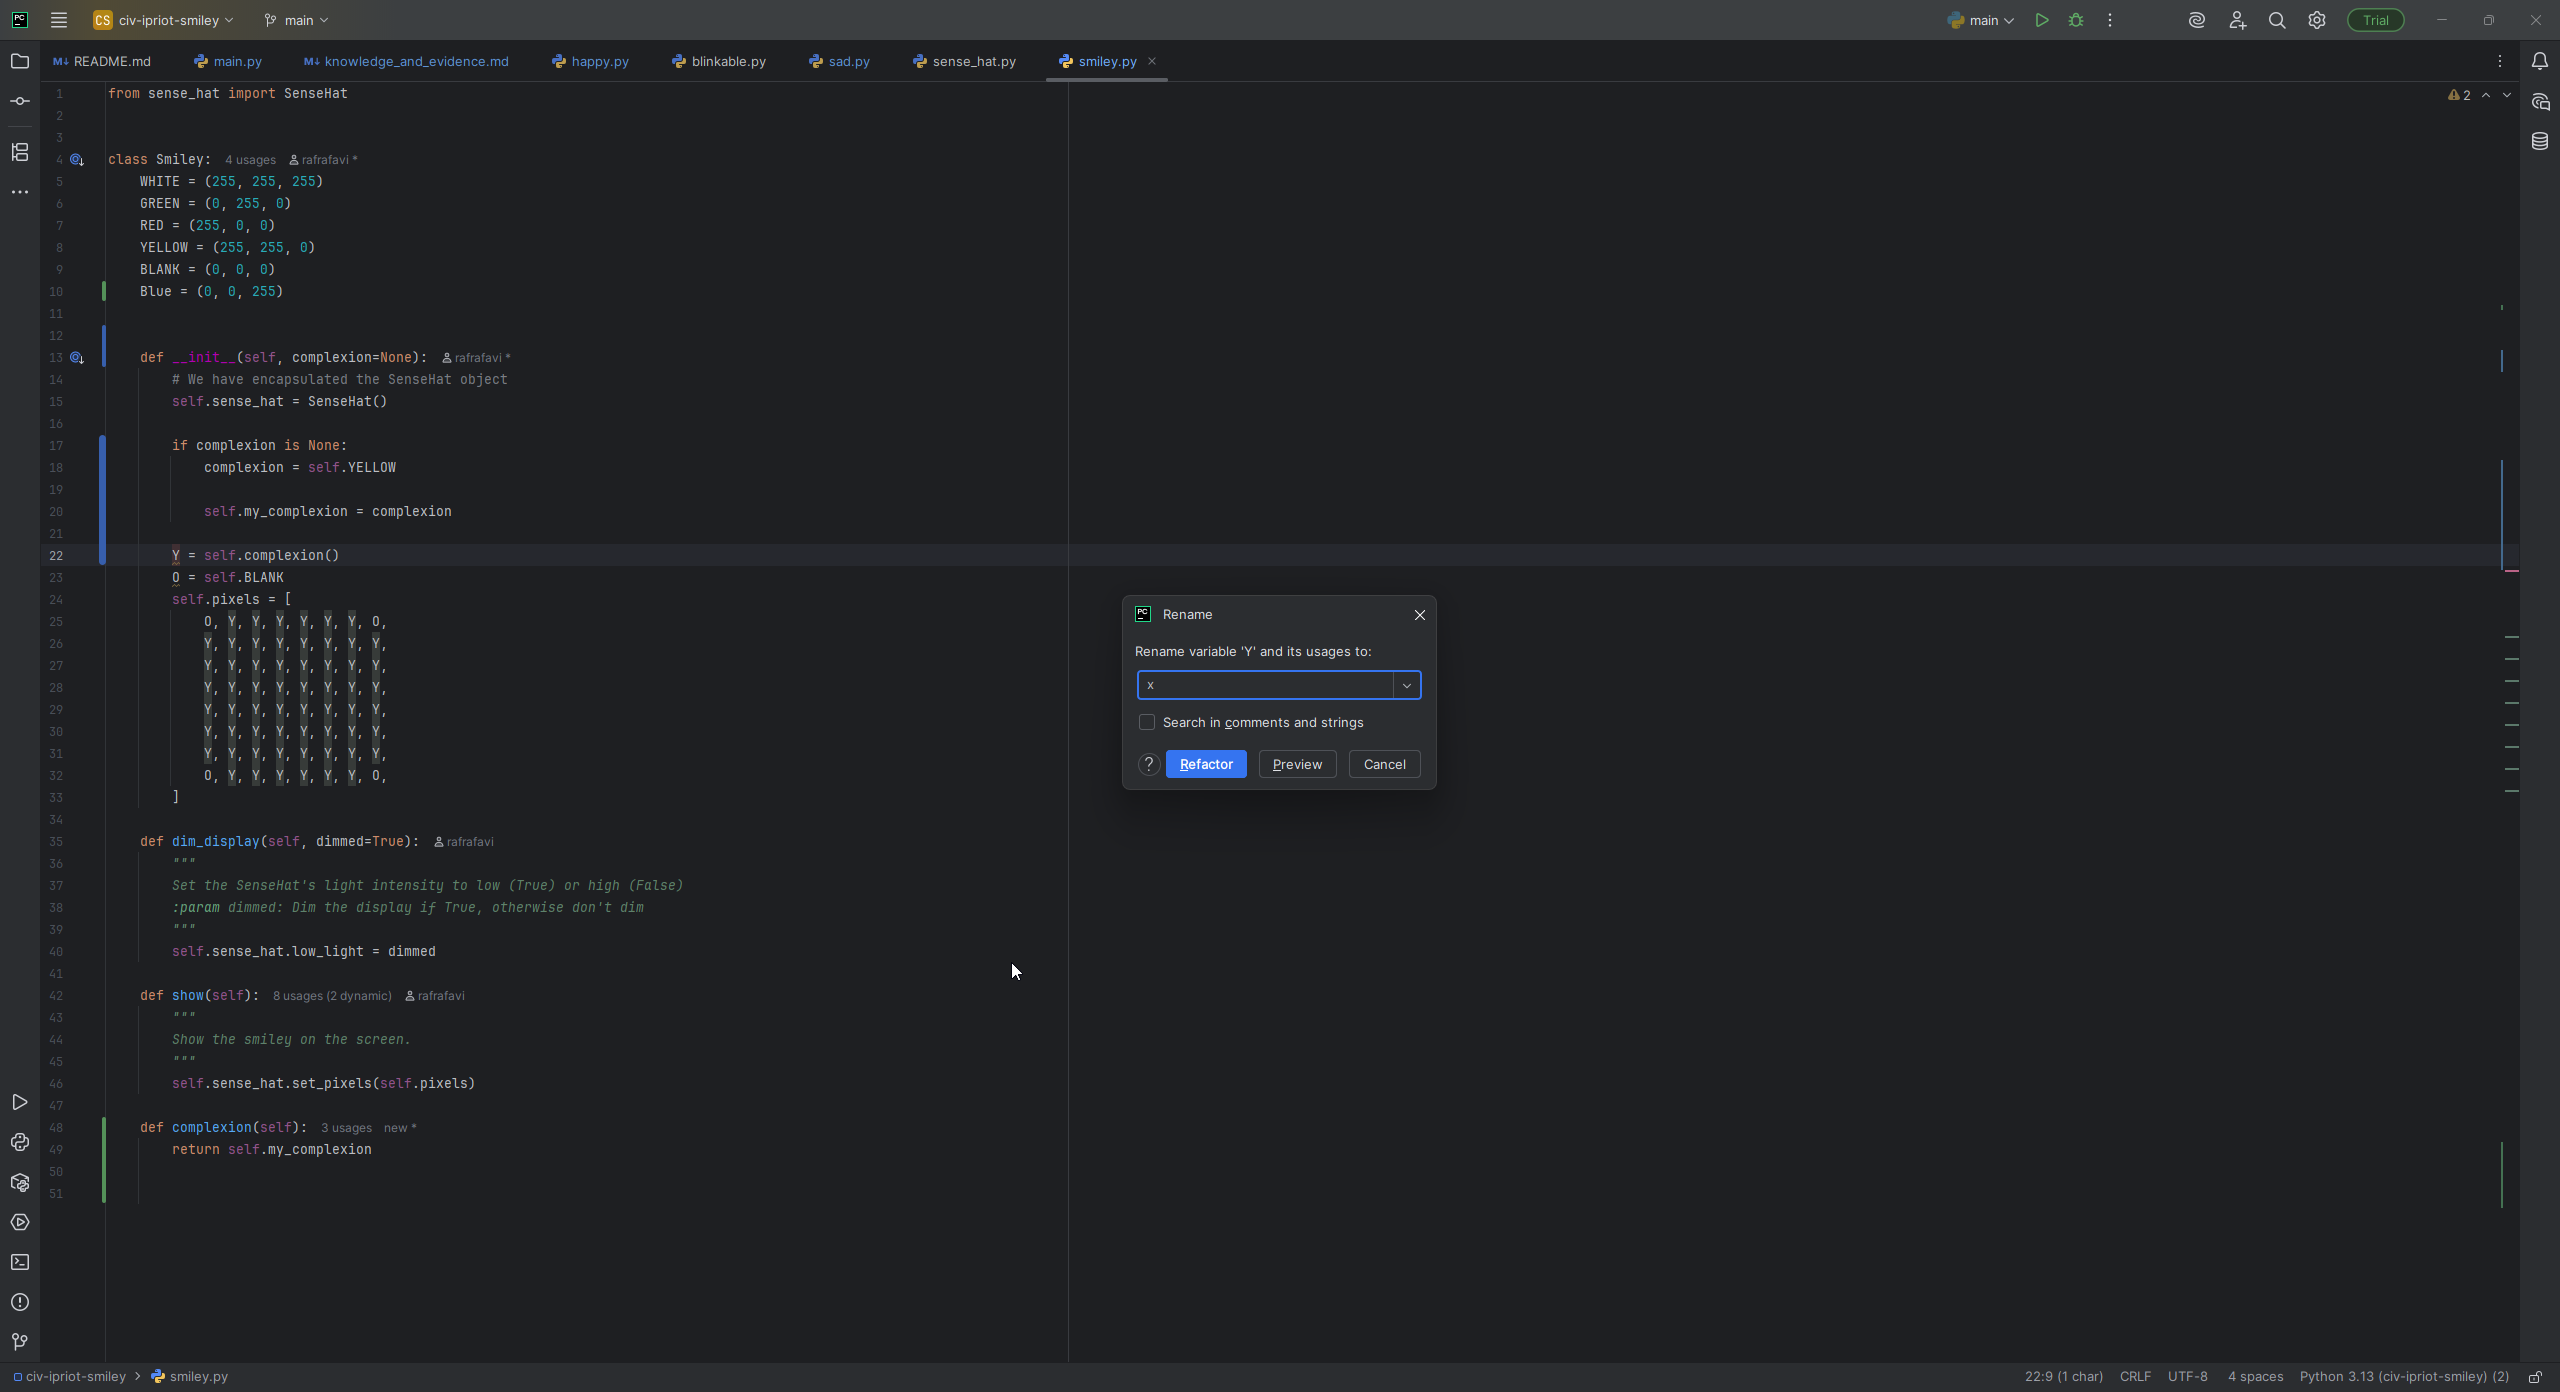 PC CS civ-ipriot-smiley main main Trial
README.md main.py knowledge_and_evidence.md happy.py blinkable.py sad.py sense_hat.py smiley.py
2
1 from sense_hat import SenseHat
2
3
4 class Smiley: 4 usages rafrafavi *
5 WHITE = (255, 255, 255)
6 GREEN = (0, 255, 0)
7 RED = (255, 0, 0)
8 YELLOW = (255, 255, 0)
9 BLANK = (0, 0, 0)
10 Blue = (0, 0, 255)
11
12
13 def __init__(self, complexion=None): rafrafavi *
14 # We have encapsulated the SenseHat object
15 self.sense_hat = SenseHat()
16
17 if complexion is None:
18 complexion = self.YELLOW
19
20 self.my_complexion = complexion
21
22 Y = self.complexion()
23 O = self.BLANK
24 self.pixels = [
25 O, Y, Y, Y, Y, Y, Y, O,
26 Y, Y, Y, Y, Y, Y, Y, Y,
27 Y, Y, Y, Y, Y, Y, Y, Y,
28 Y, Y, Y, Y, Y, Y, Y, Y,
29 Y, Y, Y, Y, Y, Y, Y, Y,
30 Y, Y, Y, Y, Y, Y, Y, Y,
31 Y, Y, Y, Y, Y, Y, Y, Y,
32 O, Y, Y, Y, Y, Y, Y, O,
33 ]
34
35 def dim_display(self, dimmed=True): rafrafavi
36 """
37 Set the SenseHat's light intensity to low (True) or high (False)
38 :param dimmed: Dim the display if True, otherwise don't dim
39 """
40 self.sense_hat.low_light = dimmed
41
42 def show(self): 8 usages (2 dynamic) rafrafavi
43 """
44 Show the smiley on the screen.
45 """
46 self.sense_hat.set_pixels(self.pixels)
47
48 def complexion(self): 3 usages new *
49 return self.my_complexion
50
51
PC Rename
Rename variable 'Y' and its usages to:
x
Search in comments and strings
? Refactor Preview Cancel
civ-ipriot-smiley > smiley.py 22:9 (1 char) CRLF UTF-8 4 spaces Python 3.13 (civ-ipriot-smiley) (2)